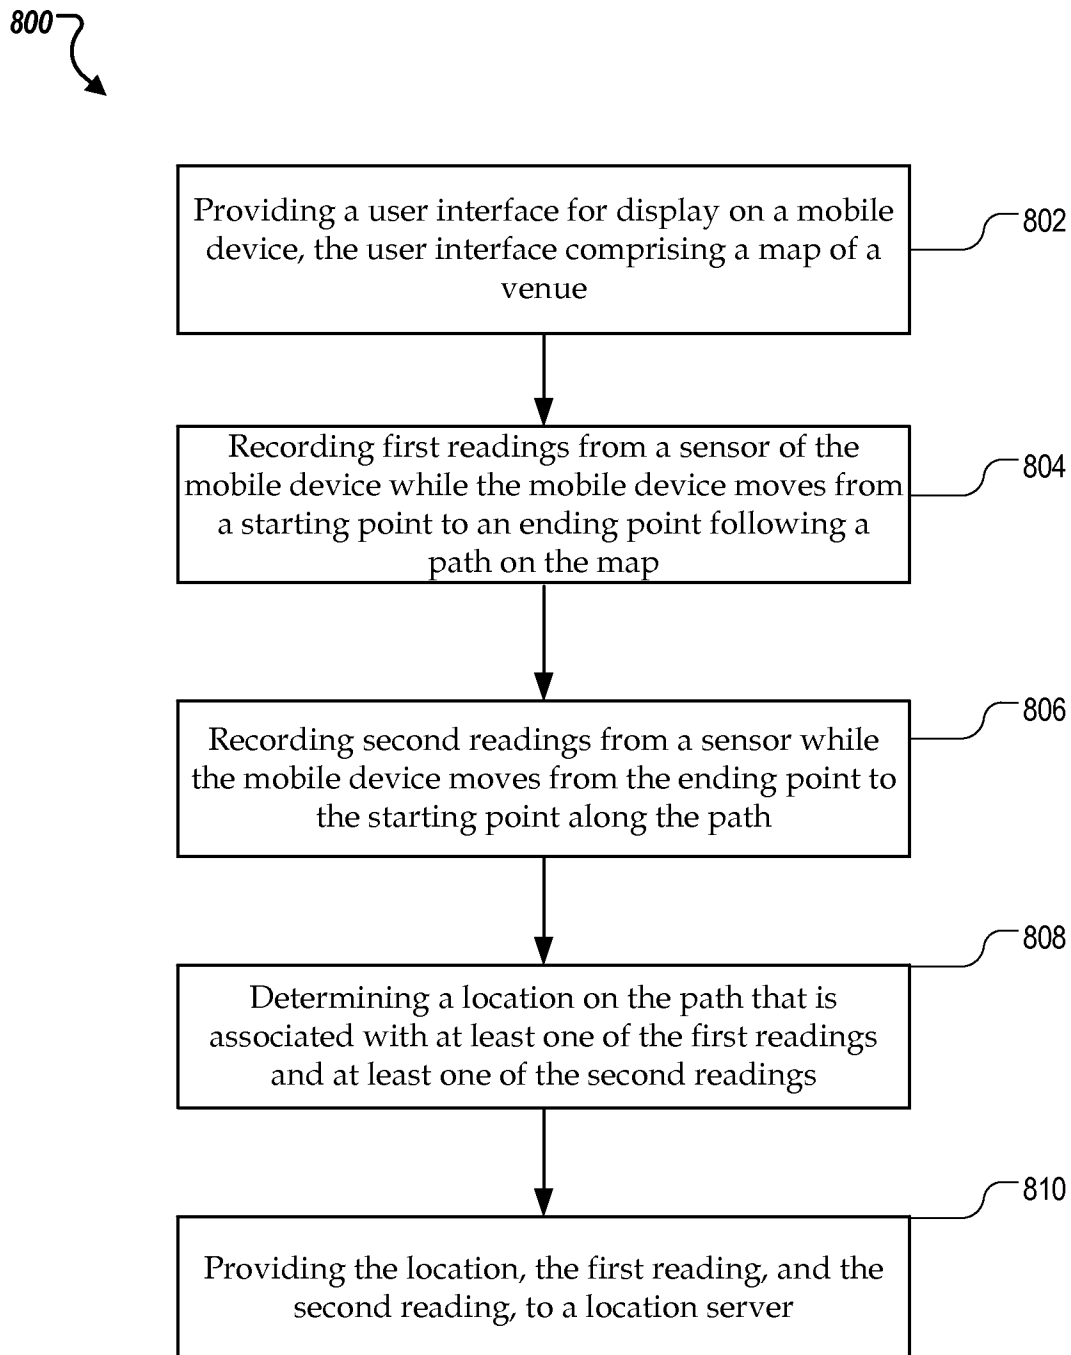 800
Providing a user interface for display on a mobile
device, the user interface comprising a map of a
venue
802
Recording first readings from a sensor of the
mobile device while the mobile device moves from
a starting point to an ending point following a
path on the map
804
Recording second readings from a sensor while
the mobile device moves from the ending point to
the starting point along the path
806
Determining a location on the path that is
associated with at least one of the first readings
and at least one of the second readings
808
Providing the location, the first reading, and the
second reading, to a location server
810